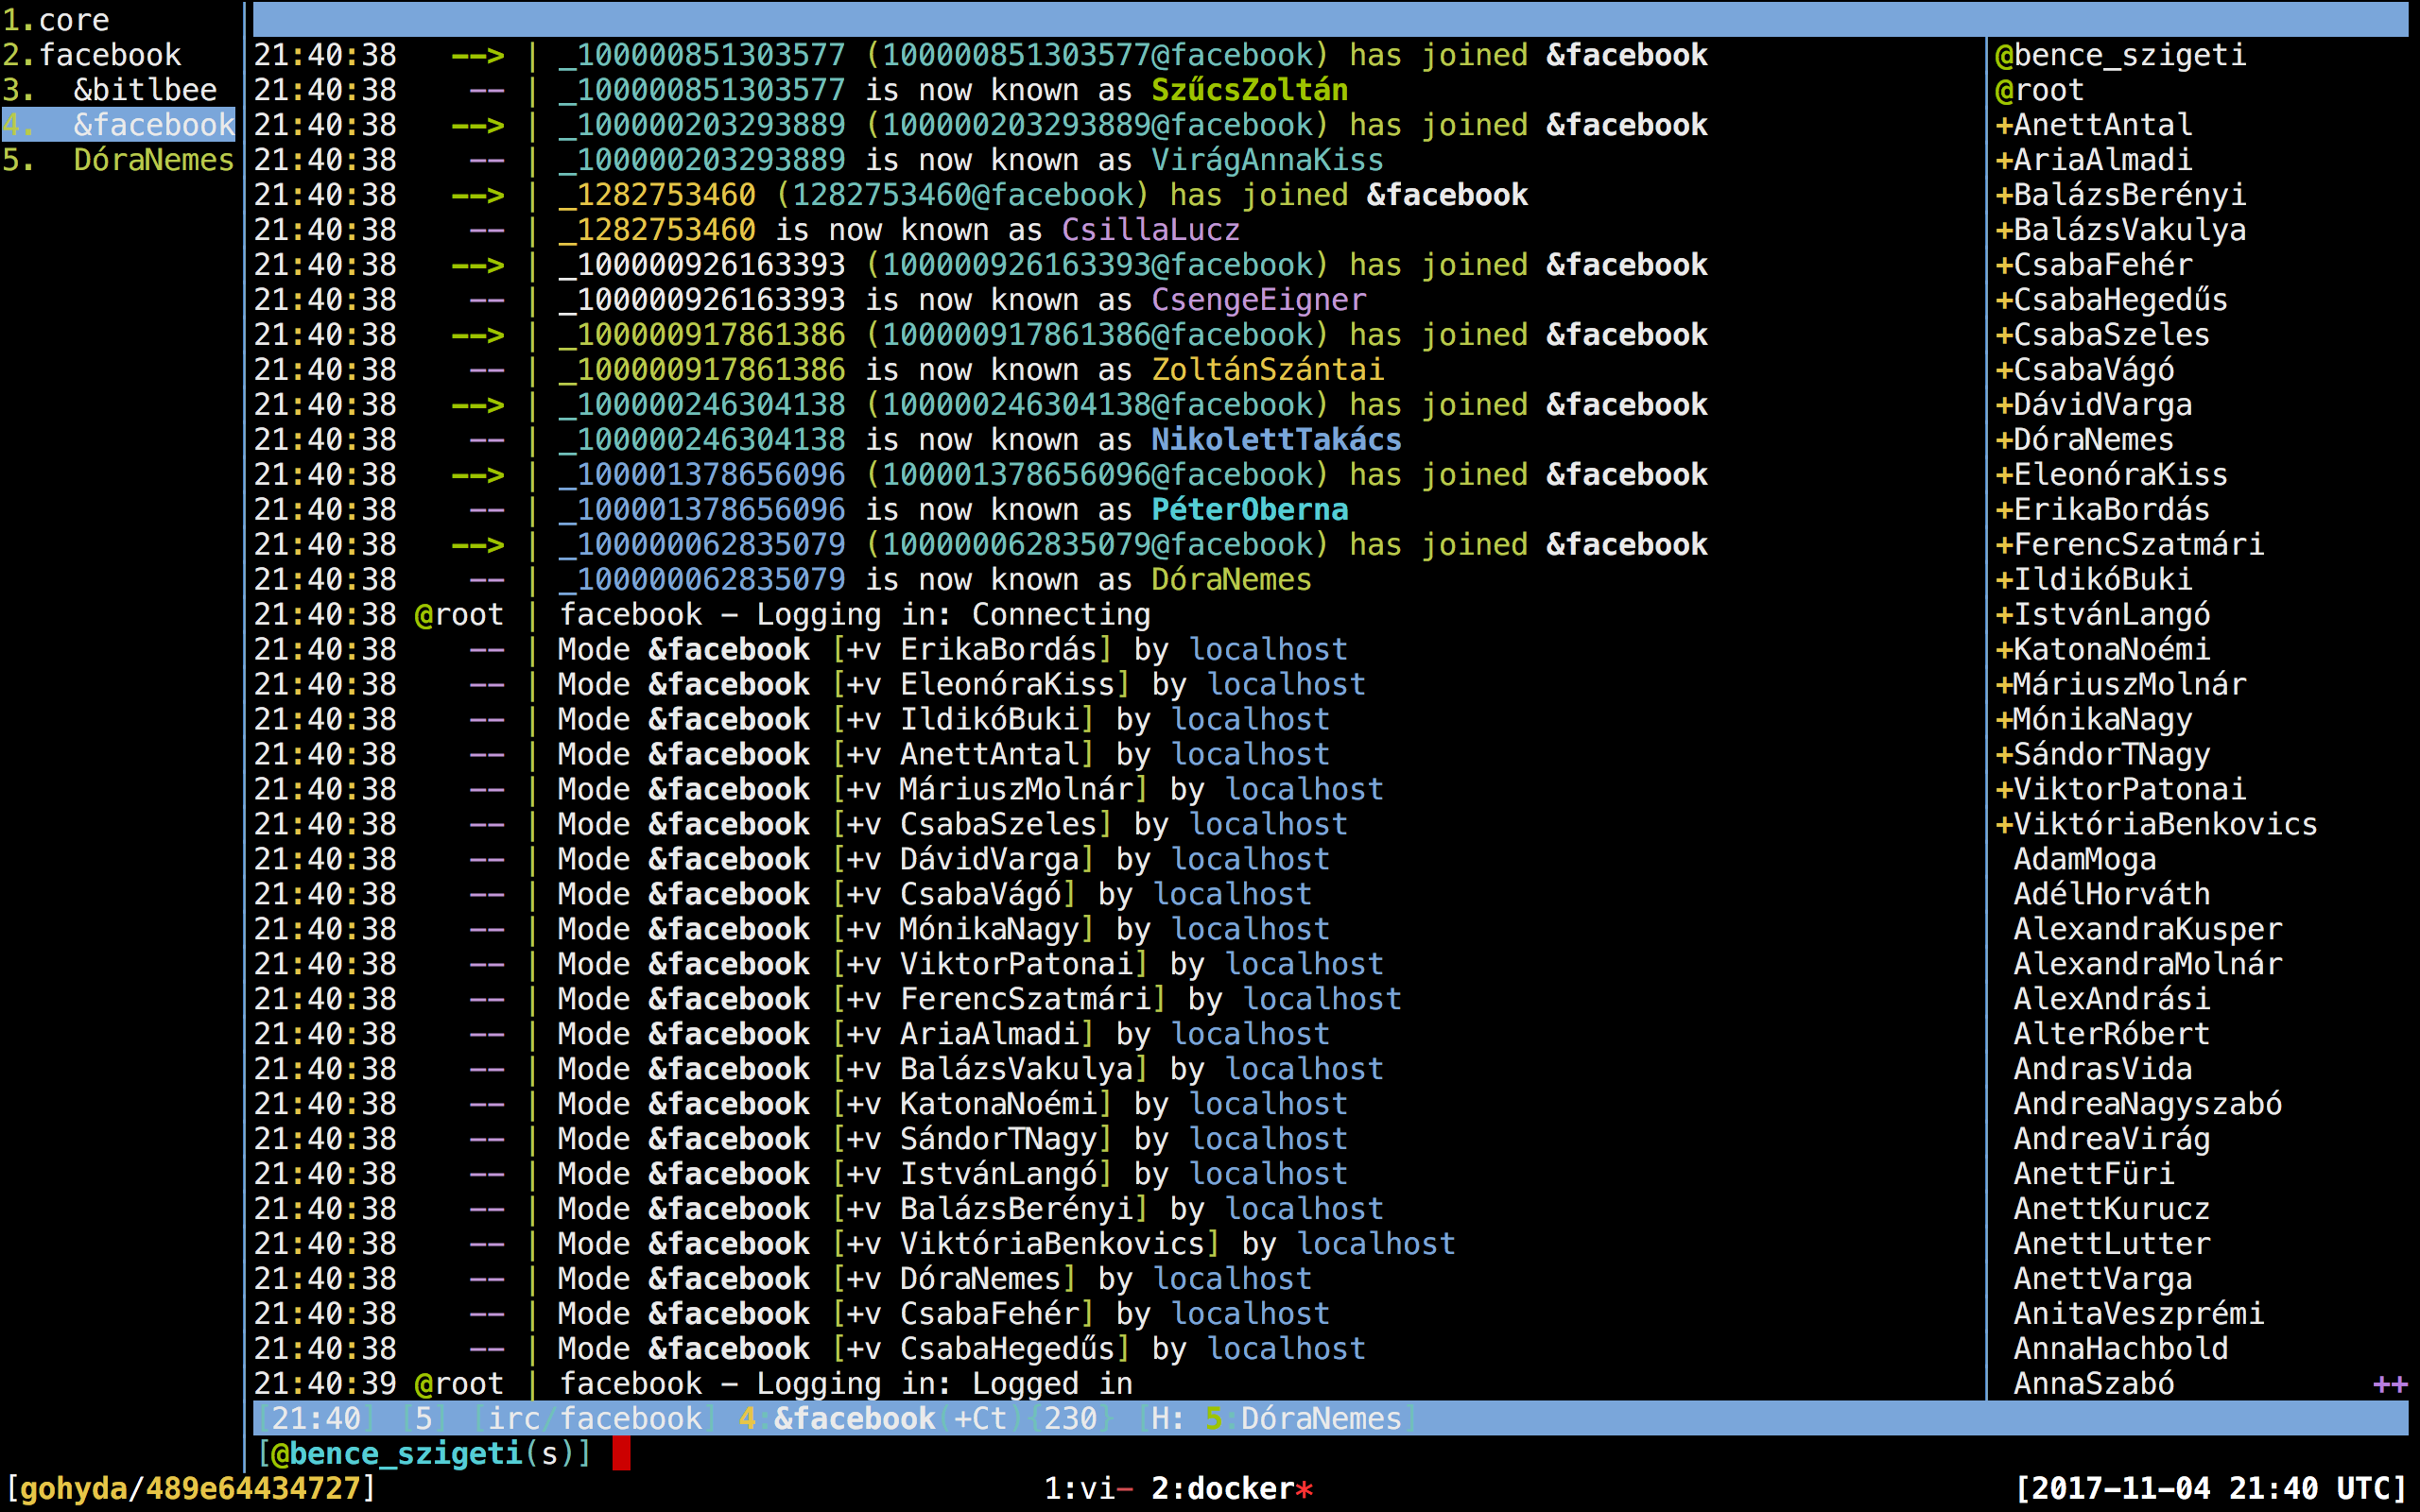 1.core
2.facebook
3.  &bitlbee
4.  &facebook
5.  DóraNemes
21:40:38   --> | _100000851303577 (100000851303577@facebook) has joined &facebook
21:40:38    -- | _100000851303577 is now known as SzűcsZoltán
21:40:38   --> | _100000203293889 (100000203293889@facebook) has joined &facebook
21:40:38    -- | _100000203293889 is now known as VirágAnnaKiss
21:40:38   --> | _1282753460 (1282753460@facebook) has joined &facebook
21:40:38    -- | _1282753460 is now known as CsillaLucz
21:40:38   --> | _100000926163393 (100000926163393@facebook) has joined &facebook
21:40:38    -- | _100000926163393 is now known as CsengeEigner
21:40:38   --> | _100000917861386 (100000917861386@facebook) has joined &facebook
21:40:38    -- | _100000917861386 is now known as ZoltánSzántai
21:40:38   --> | _100000246304138 (100000246304138@facebook) has joined &facebook
21:40:38    -- | _100000246304138 is now known as NikolettTakács
21:40:38   --> | _100001378656096 (100001378656096@facebook) has joined &facebook
21:40:38    -- | _100001378656096 is now known as PéterOberna
21:40:38   --> | _100000062835079 (100000062835079@facebook) has joined &facebook
21:40:38    -- | _100000062835079 is now known as DóraNemes
21:40:38 @root | facebook - Logging in: Connecting
21:40:38    -- | Mode &facebook [+v ErikaBordás] by localhost
21:40:38    -- | Mode &facebook [+v EleonóraKiss] by localhost
21:40:38    -- | Mode &facebook [+v IldikóBuki] by localhost
21:40:38    -- | Mode &facebook [+v AnettAntal] by localhost
21:40:38    -- | Mode &facebook [+v MáriuszMolnár] by localhost
21:40:38    -- | Mode &facebook [+v CsabaSzeles] by localhost
21:40:38    -- | Mode &facebook [+v DávidVarga] by localhost
21:40:38    -- | Mode &facebook [+v CsabaVágó] by localhost
21:40:38    -- | Mode &facebook [+v MónikaNagy] by localhost
21:40:38    -- | Mode &facebook [+v ViktorPatonai] by localhost
21:40:38    -- | Mode &facebook [+v FerencSzatmári] by localhost
21:40:38    -- | Mode &facebook [+v AriaAlmadi] by localhost
21:40:38    -- | Mode &facebook [+v BalázsVakulya] by localhost
21:40:38    -- | Mode &facebook [+v KatonaNoémi] by localhost
21:40:38    -- | Mode &facebook [+v SándorTNagy] by localhost
21:40:38    -- | Mode &facebook [+v IstvánLangó] by localhost
21:40:38    -- | Mode &facebook [+v BalázsBerényi] by localhost
21:40:38    -- | Mode &facebook [+v ViktóriaBenkovics] by localhost
21:40:38    -- | Mode &facebook [+v DóraNemes] by localhost
21:40:38    -- | Mode &facebook [+v CsabaFehér] by localhost
21:40:38    -- | Mode &facebook [+v CsabaHegedűs] by localhost
21:40:39 @root | facebook - Logging in: Logged in
@bence_szigeti
@root
+AnettAntal
+AriaAlmadi
+BalázsBerényi
+BalázsVakulya
+CsabaFehér
+CsabaHegedűs
+CsabaSzeles
+CsabaVágó
+DávidVarga
+DóraNemes
+EleonóraKiss
+ErikaBordás
+FerencSzatmári
+IldikóBuki
+IstvánLangó
+KatonaNoémi
+MáriuszMolnár
+MónikaNagy
+SándorTNagy
+ViktorPatonai
+ViktóriaBenkovics
AdamMoga
AdélHorváth
AlexandraKusper
AlexandraMolnár
AlexAndrási
AlterRóbert
AndrasVida
AndreaNagyszabó
AndreaVirág
AnettFüri
AnettKurucz
AnettLutter
AnettVarga
AnitaVeszprémi
AnnaHachbold
AnnaSzabó ++
[21:40] [5] [irc/facebook] 4:&facebook(+Ct){230} [H: 5:DóraNemes]
[@bence_szigeti(s)]
[gohyda/489e64434727] 1:vi- 2:docker* [2017-11-04 21:40 UTC]